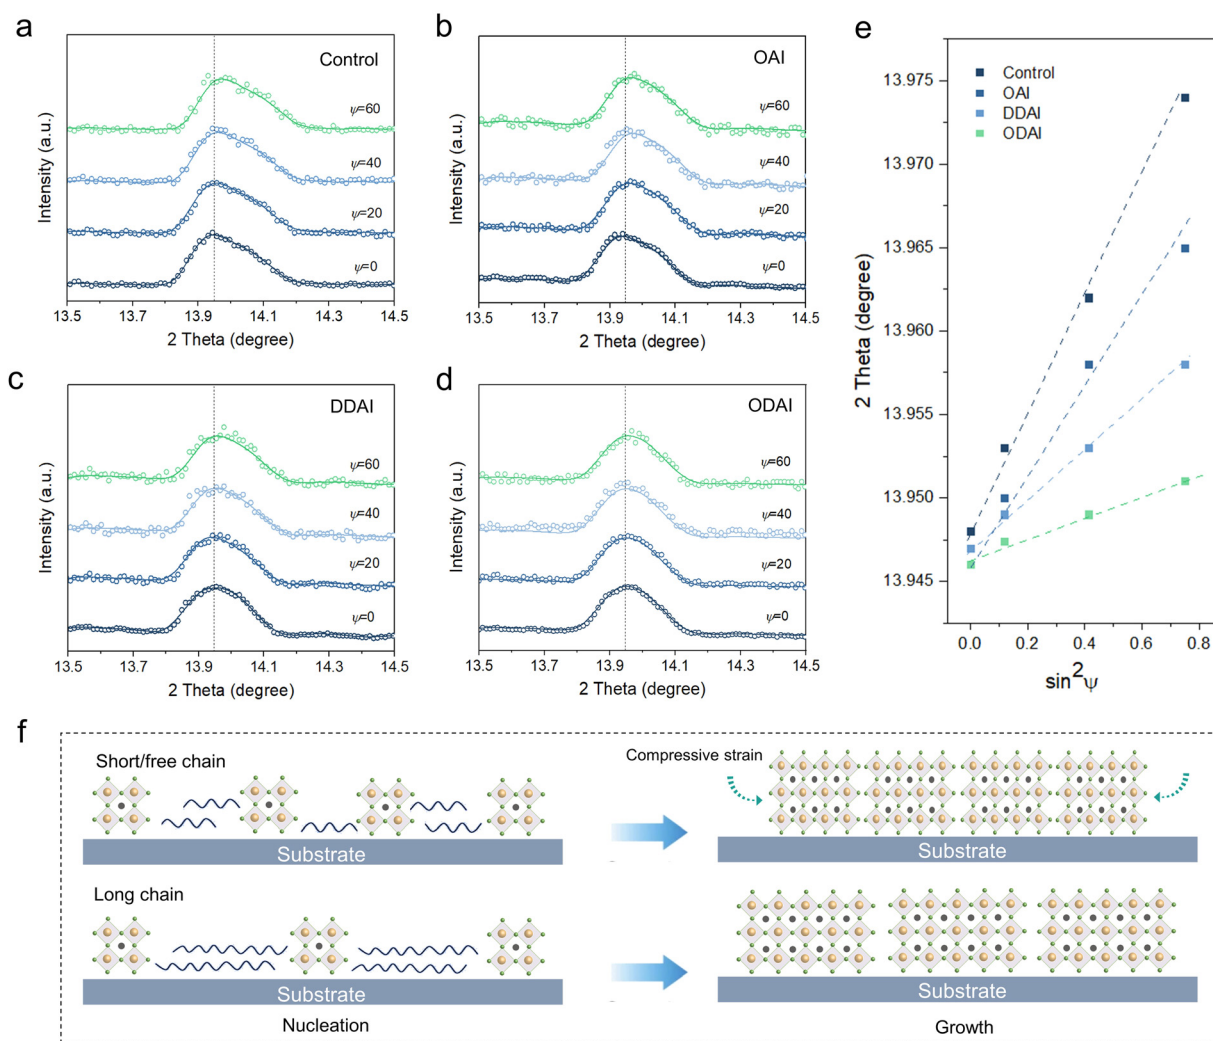 a
Control
ψ=60
ψ=40
ψ=20
ψ=0
Intensity (a.u.)
13.5 13.7 13.9 14.1 14.3 14.5
2 Theta (degree)
b
OAI
ψ=60
ψ=40
ψ=20
ψ=0
Intensity (a.u.)
13.5 13.7 13.9 14.1 14.3 14.5
2 Theta (degree)
c
DDAI
ψ=60
ψ=40
ψ=20
ψ=0
Intensity (a.u.)
13.5 13.7 13.9 14.1 14.3 14.5
2 Theta (degree)
d
ODAI
ψ=60
ψ=40
ψ=20
ψ=0
Intensity (a.u.)
13.5 13.7 13.9 14.1 14.3 14.5
2 Theta (degree)
e
Control
OAI
DDAI
ODAI
2 Theta (degree)
13.975
13.970
13.965
13.960
13.955
13.950
13.945
0.0 0.2 0.4 0.6 0.8
sin²ψ
f
Short/free chain
Compressive strain
Substrate
Substrate
Long chain
Substrate
Substrate
Nucleation
Growth